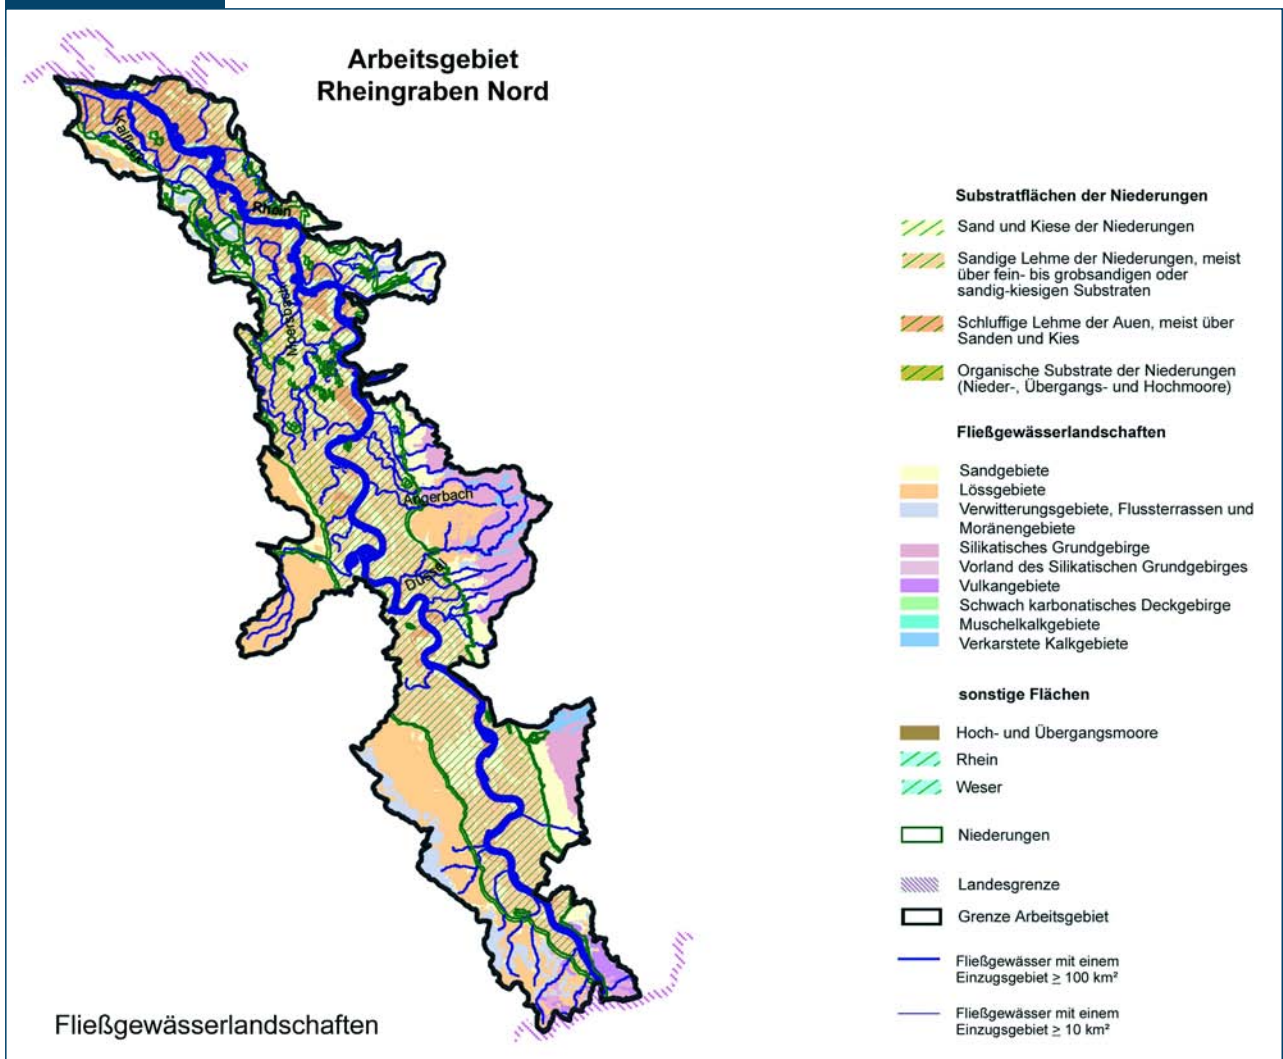 Arbeitsgebiet
Rheingraben Nord
Kalflack
Rhein
Moersbach
Angerbach
Düssel
Substratflächen der Niederungen
Sand und Kiese der Niederungen
Sandige Lehme der Niederungen, meist
über fein- bis grobsandigen oder
sandig-kiesigen Substraten
Schluffige Lehme der Auen, meist über
Sanden und Kies
Organische Substrate der Niederungen
(Nieder-, Übergangs- und Hochmoore)
Fließgewässerlandschaften
Sandgebiete
Lössgebiete
Verwitterungsgebiete, Flussterrassen und
Moränengebiete
Silikatisches Grundgebirge
Vorland des Silikatischen Grundgebirges
Vulkangebiete
Schwach karbonatisches Deckgebirge
Muschelkalkgebiete
Verkarstete Kalkgebiete
sonstige Flächen
Hoch- und Übergangsmoore
Rhein
Weser
Niederungen
Landesgrenze
Grenze Arbeitsgebiet
Fließgewässer mit einem
Einzugsgebiet ≥ 100 km²
Fließgewässer mit einem
Einzugsgebiet ≥ 10 km²
Fließgewässerlandschaften